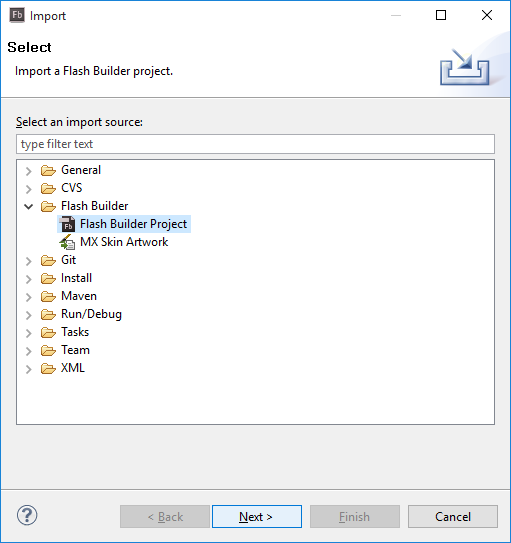 Fb Import
Select
Import a Flash Builder project.
Select an import source:
type filter text
General
CVS
Flash Builder
Fb Flash Builder Project
MX Skin Artwork
Git
Install
Maven
Run/Debug
Tasks
Team
XML
? < Back Next > Finish Cancel